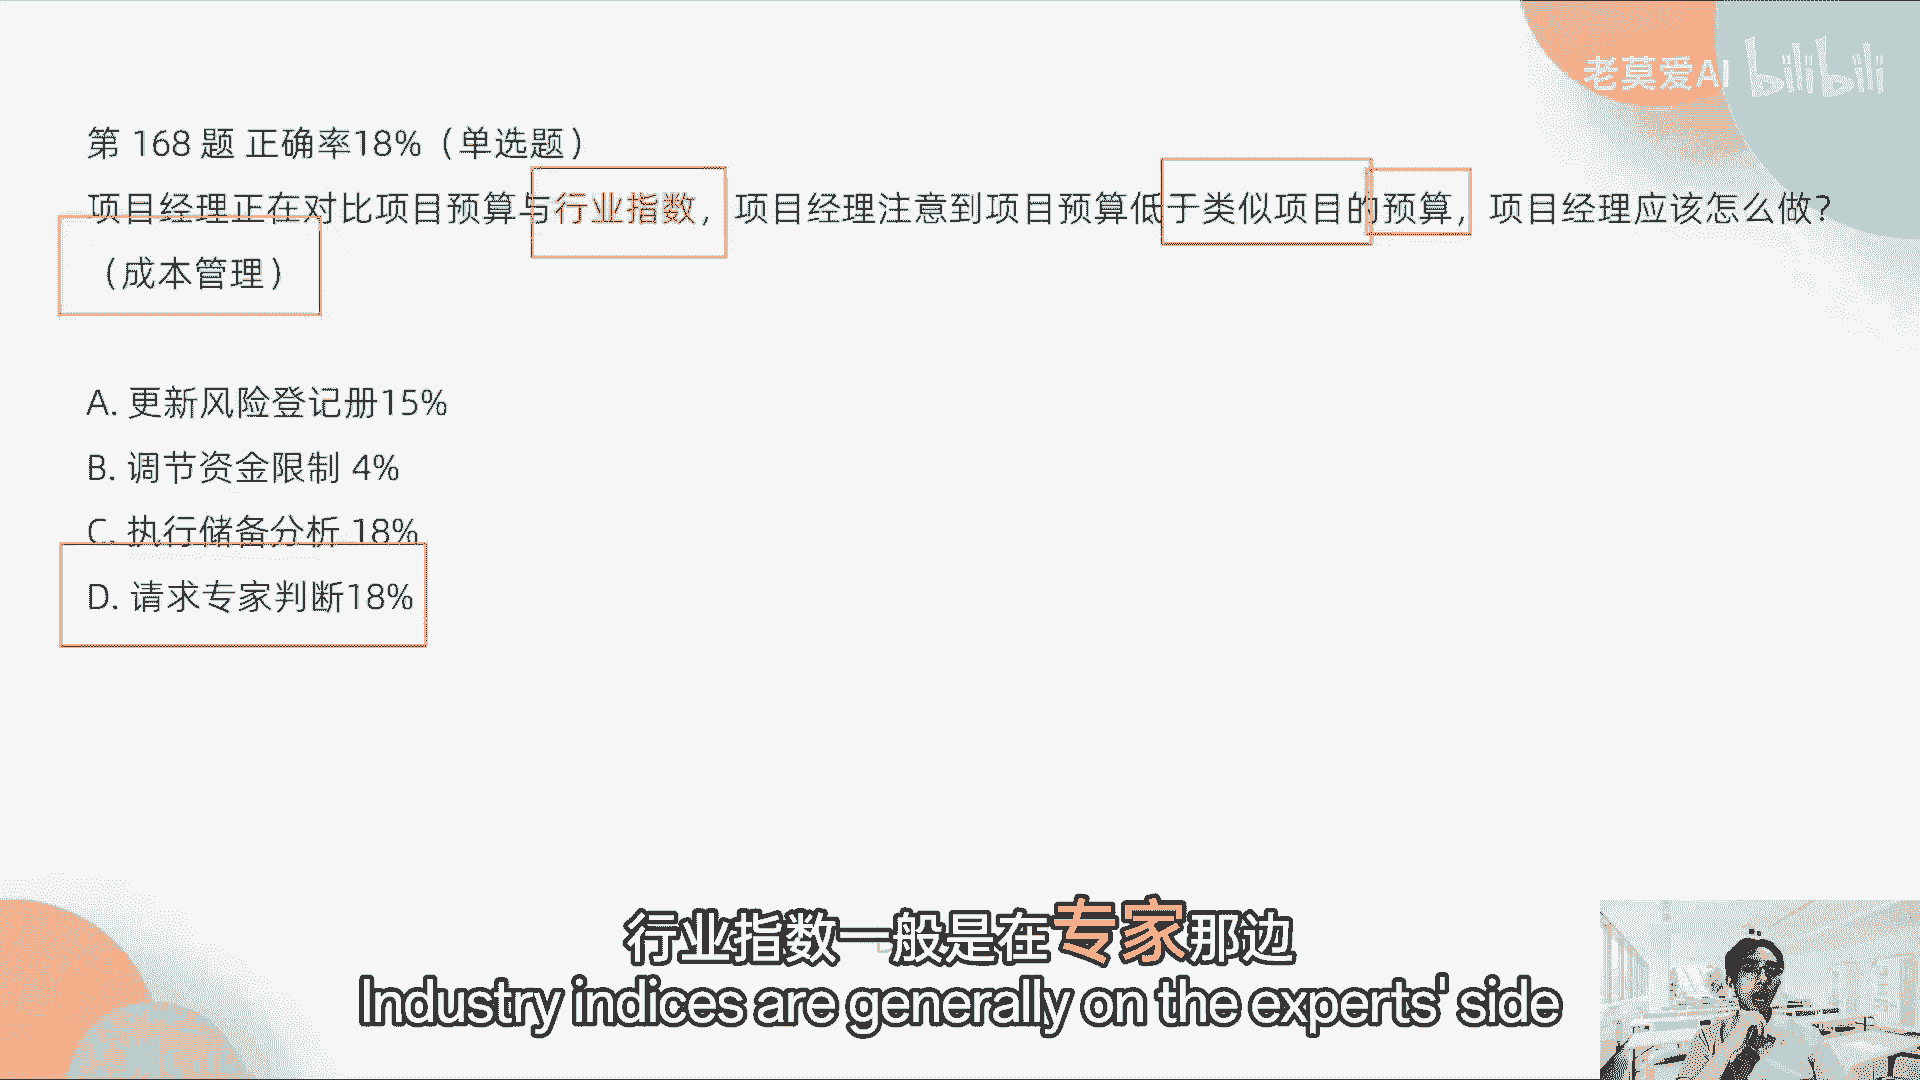 老莫爱AI bilibili
第 168 题 正确率18%（单选题）
项目经理正在对比项目预算与行业指数，项目经理注意到项目预算低于类似项目的预算，项目经理应该怎么做？
（成本管理）
A. 更新风险登记册15%
B. 调节资金限制 4%
C. 执行储备分析 18%
D. 请求专家判断18%
行业指数一般是在专家那边
Industry indices are generally on the experts' side